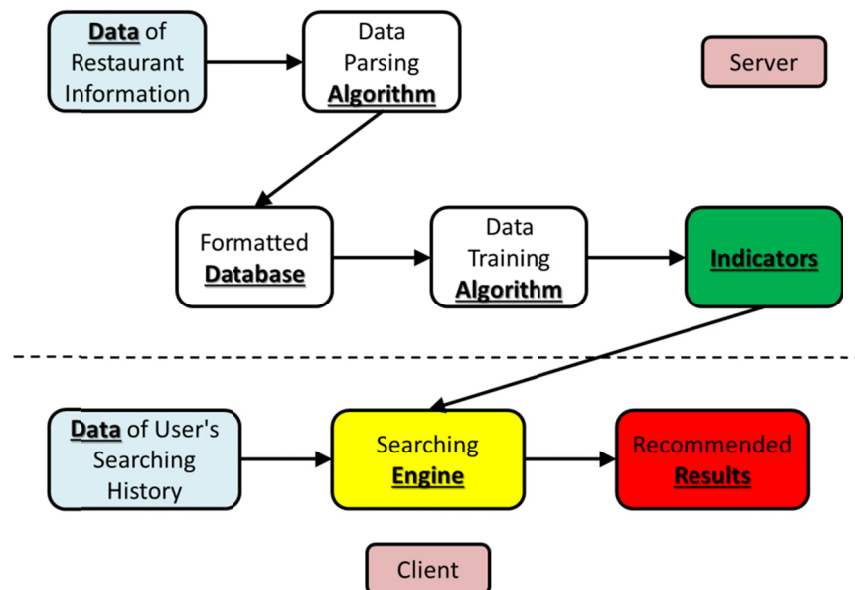 Data of
Restaurant
Information
Data
Parsing
Algorithm
Server
Formatted
Database
Data
Training
Algorithm
Indicators
Data of User's
Searching
History
Searching
Engine
Recommended
Results
Client